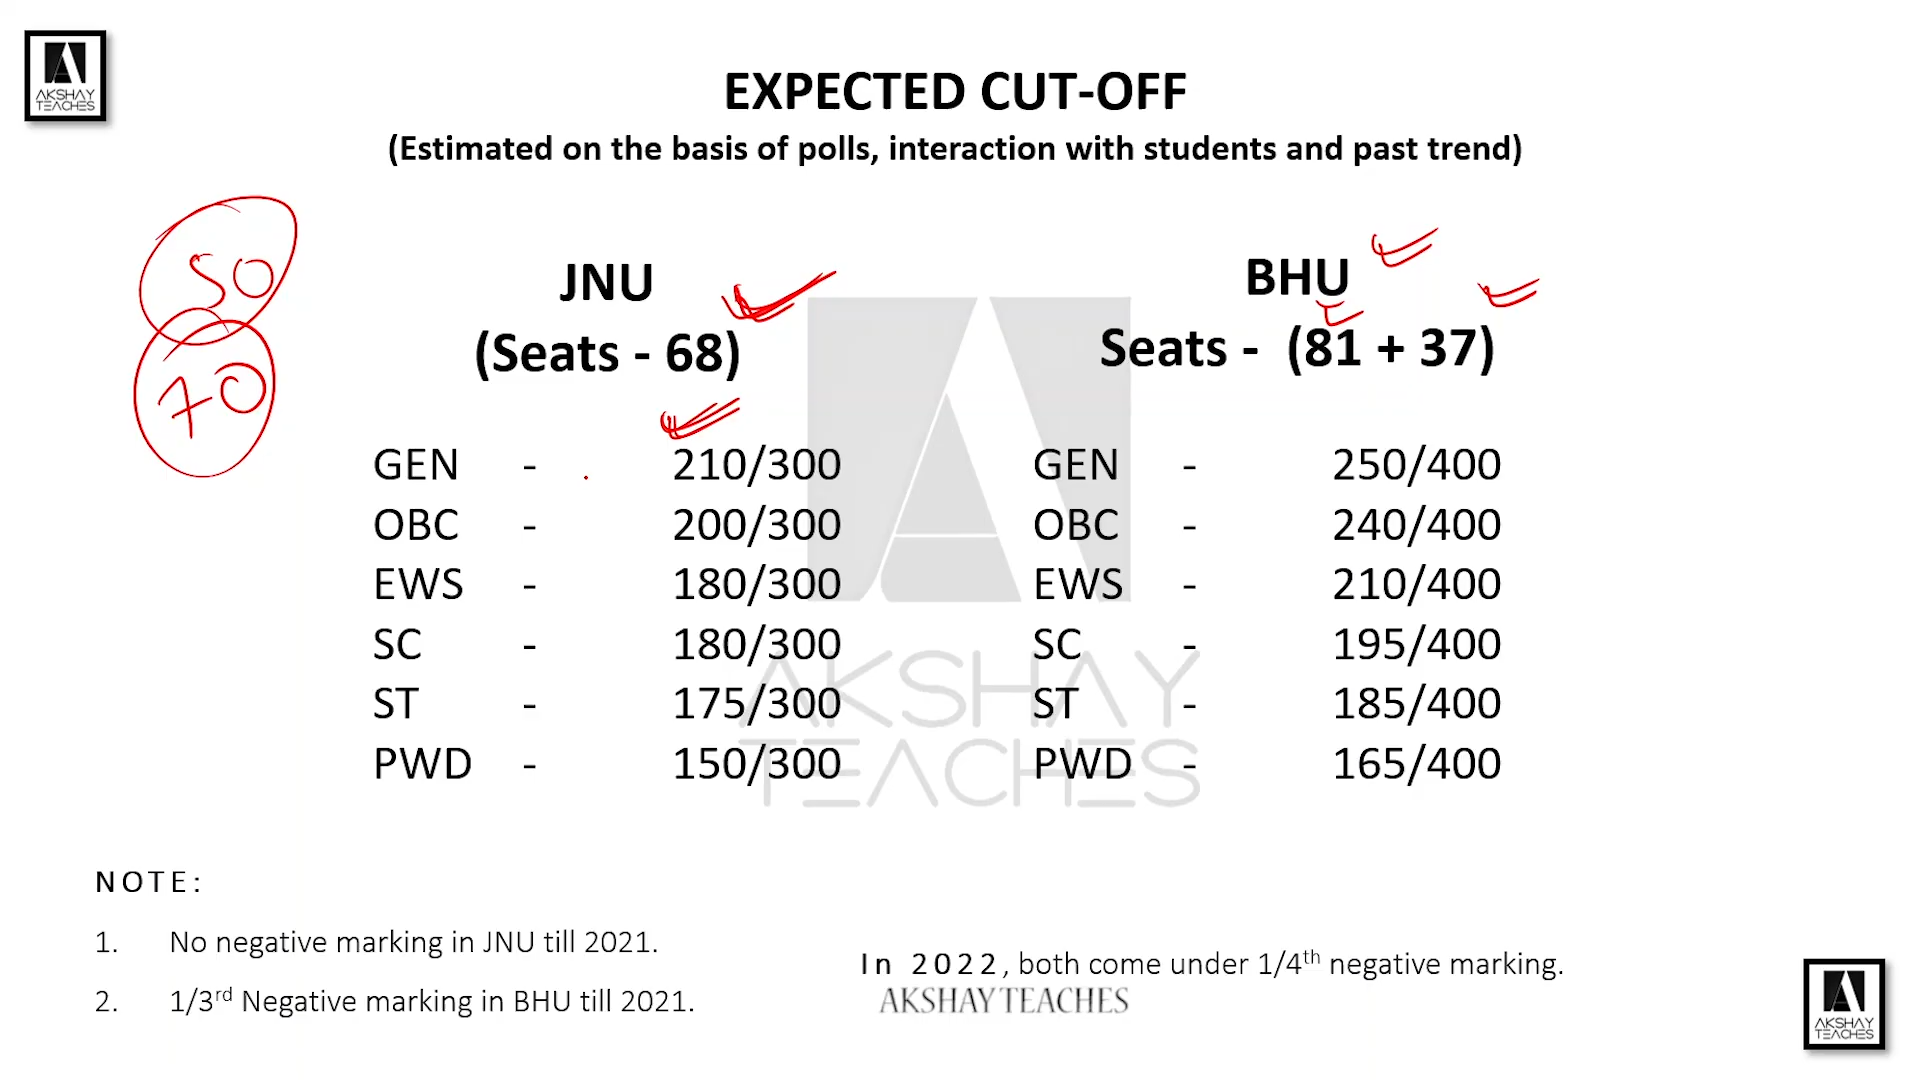 AKSHAY
TEACHES
EXPECTED CUT-OFF
(Estimated on the basis of polls, interaction with students and past trend)
50
70
JNU
(Seats - 68)
GEN - 210/300
OBC - 200/300
EWS - 180/300
SC - 180/300
ST - 175/300
PWD - 150/300
BHU
Seats - (81 + 37)
GEN - 250/400
OBC - 240/400
EWS - 210/400
SC - 195/400
ST - 185/400
PWD - 165/400
AKSHAY
TEACHES
NOTE:
1. No negative marking in JNU till 2021.
2. 1/3rd Negative marking in BHU till 2021.
In 2022, both come under 1/4th negative marking.
AKSHAY TEACHES
AKSHAY
TEACHES